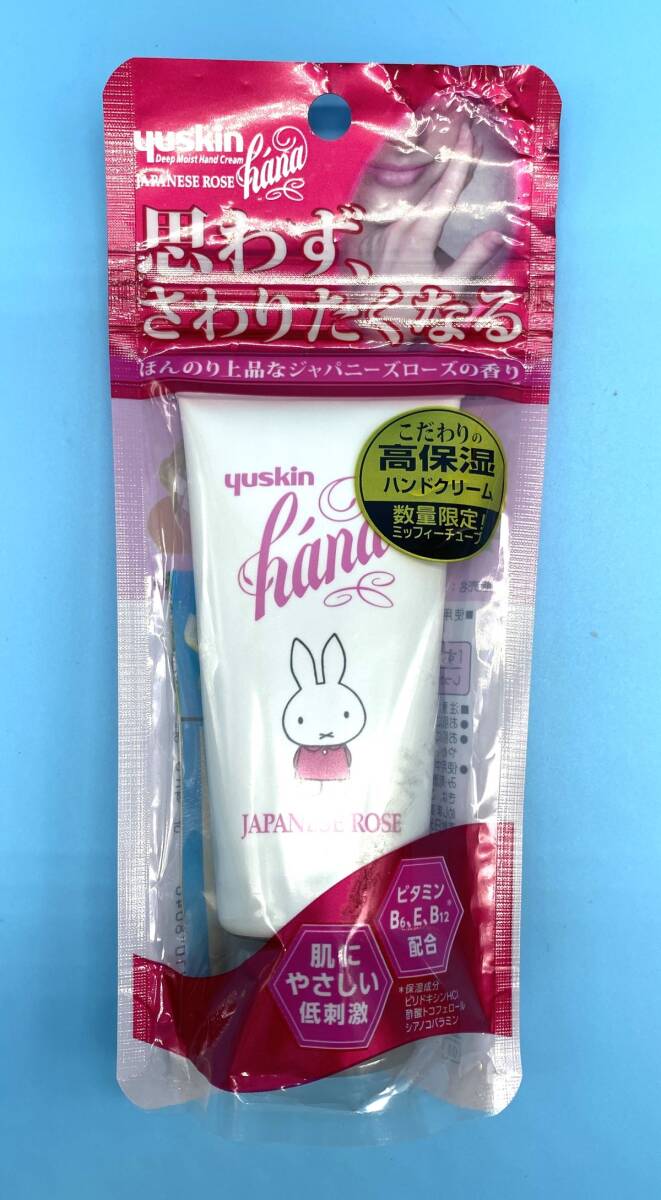 yuskin
Deep Moist Hand Cream
JAPANESE ROSE hána
思わず、
さわりたくなる
ほんのり上品なジャパニーズローズの香り
こだわりの
高保湿
ハンドクリーム
数量限定!
ミッフィーチューブ
yuskin
hána
JAPANESE ROSE
ビタミン
B6、E、B12*
配合
肌に
やさしい
低刺激
*保湿成分
ピリドキシンHCl
酢酸トコフェロール
シアノコバラミン